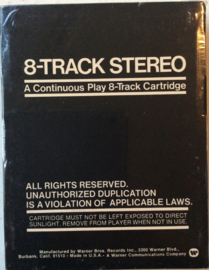 8-TRACK STEREO
A Continuous Play 8-Track Cartridge
ALL RIGHTS RESERVED.
UNAUTHORIZED DUPLICATION
IS A VIOLATION OF APPLICABLE LAWS.
CARTRIDGE MUST NOT BE LEFT EXPOSED TO DIRECT
SUNLIGHT. REMOVE FROM PLAYER WHEN NOT IN USE.
Manufactured by Warner Bros. Records Inc., 3300 Warner Blvd.,
Burbank, Calif. 91510 • Made in U.S.A. • A Warner Communications Company